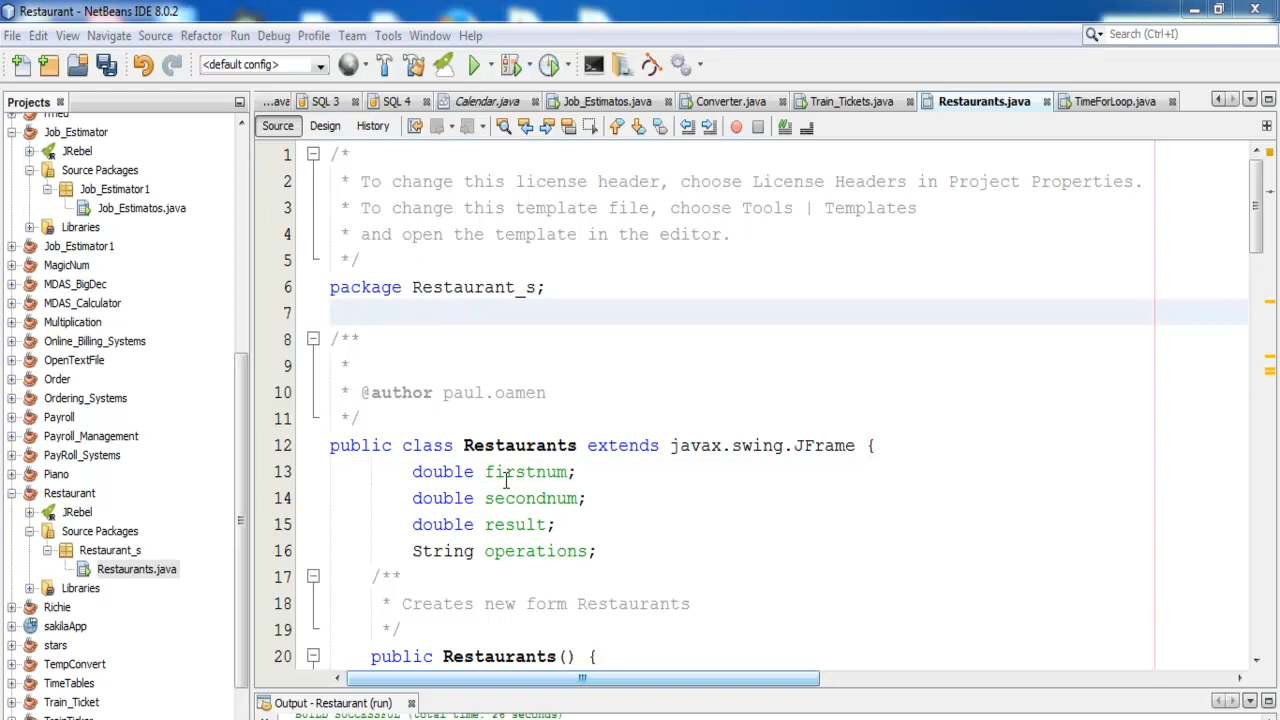 Restaurant - NetBeans IDE 8.0.2
File Edit View Navigate Source Refactor Run Debug Profile Team Tools Window Help
Search (Ctrl+I)
<default config>
Projects
...ava SQL 3 SQL 4 Calendar.java Job_Estimatos.java Converter.java Train_Tickets.java Restaurants.java TimeForLoop.java
Source Design History
Job_Estimator
JRebel
Source Packages
Job_Estimator1
Job_Estimatos.java
Libraries
Job_Estimator1
MagicNum
MDAS_BigDec
MDAS_Calculator
Multiplication
Online_Billing_Systems
OpenTextFile
Order
Ordering_Systems
Payroll
Payroll_Management
PayRoll_Systems
Piano
Restaurant
JRebel
Source Packages
Restaurant_s
Restaurants.java
Libraries
Richie
sakilaApp
stars
TempConvert
TimeTables
Train_Ticket
1 /*
2 * To change this license header, choose License Headers in Project Properties.
3 * To change this template file, choose Tools | Templates
4 * and open the template in the editor.
5 */
6 package Restaurant_s;
7
8 /**
9 *
10 * @author paul.oamen
11 */
12 public class Restaurants extends javax.swing.JFrame {
13 double firstnum;
14 double secondnum;
15 double result;
16 String operations;
17 /**
18 * Creates new form Restaurants
19 */
20 public Restaurants() {
Output - Restaurant (run)
BUILD SUCCESSFUL (total time: 26 seconds)